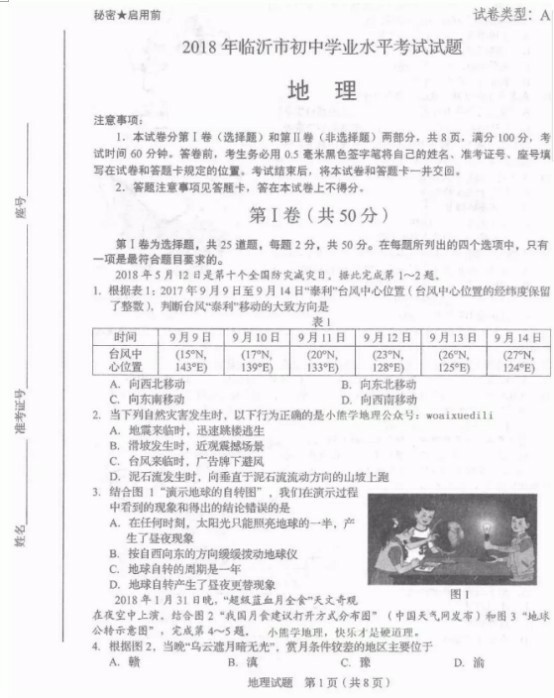 秘密★启用前
试卷类型：A
2018年临沂市初中学业水平考试试题
地 理
注意事项：
1．本试卷分第Ⅰ卷（选择题）和第Ⅱ卷（非选择题）两部分，共8页，满分100分，考
试时间60分钟。答卷前，考生务必用0.5毫米黑色签字笔将自己的姓名、准考证号、座号填
写在试卷和答题卡规定的位置。考试结束后，将本试卷和答题卡一并交回。
2．答题注意事项见答题卡，答在本试卷上不得分。
第Ⅰ卷（共50分）
第Ⅰ卷为选择题，共25道题，每题2分，共50分。在每题所列出的四个选项中，只有
一项是最符合题目要求的。
2018年5月12日是第十个全国防灾减灾日，据此完成第1～2题。
1．根据表1：2017年9月9日至9月14日“泰利”台风中心位置（台风中心位置的经纬度保留
了整数），判断台风“泰利”移动的大致方向是
表1
时间 9月9日 9月10日 9月11日 9月12日 9月13日 9月14日
台风中心位置 (15°N, 143°E) (17°N, 139°E) (20°N, 133°E) (23°N, 128°E) (26°N, 125°E) (27°N, 124°E)
A．向西北移动 B．向东北移动
C．向东南移动 D．向西南移动
2．当下列自然灾害发生时，以下行为正确的是小熊学地理公众号：woaixuedili
A．地震来临时，迅速跳楼逃生
B．滑坡发生时，近观震撼场景
C．台风来临时，广告牌下避风
D．泥石流发生时，向垂直于泥石流流动方向的山坡上跑
3．结合图1“演示地球的自转图”，我们在演示过程
中看到的现象和得出的结论错误的是
A．在任何时刻，太阳光只能照亮地球的一半，产
生了昼夜现象
B．按自西向东的方向缓缓拨动地球仪
C．地球自转的周期是一年
D．地球自转产生了昼夜更替现象
图1
2018年1月31日晚，“超级蓝血月全食”天文奇观
在夜空中上演。结合图2“我国月食建议打开方式分布图”（中国天气网发布）和图3“地球
公转示意图”，完成第4～5题。 小熊学地理，快乐才是硬道理。
4．根据图2，当晚“乌云遮月暗无光”，赏月条件较差的地区主要位于
A．赣 B．滇 C．豫 D．渝
地理试题 第1页（共8页）
座号
准考证号
姓名